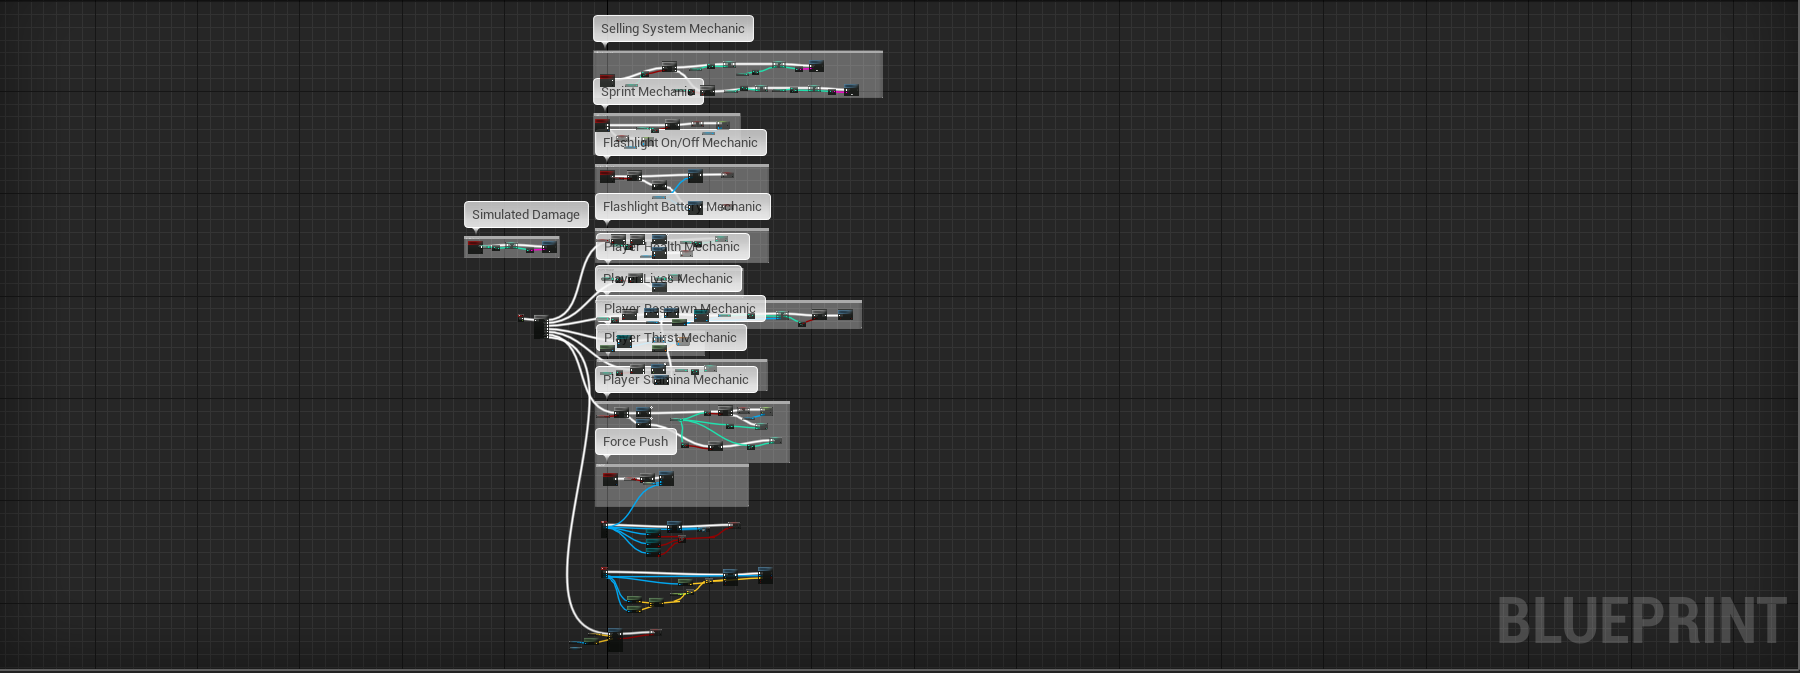 Selling System Mechanic
Sprint Mechanic
Flashlight On/Off Mechanic
Flashlight Battery Mechanic
Simulated Damage
Player Health Mechanic
Player Lives Mechanic
Player Respawn Mechanic
Player Thirst Mechanic
Player Stamina Mechanic
Force Push
BLUEPRINT